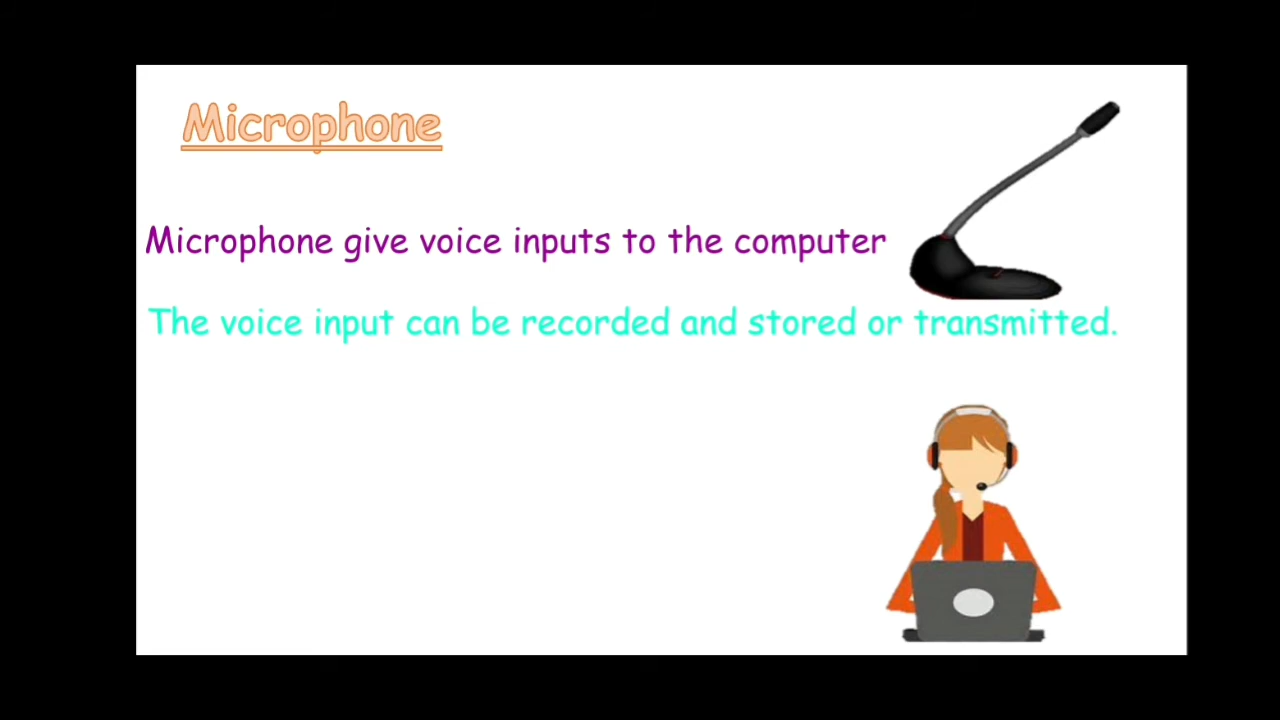 Microphone
Microphone give voice inputs to the computer
The voice input can be recorded and stored or transmitted.